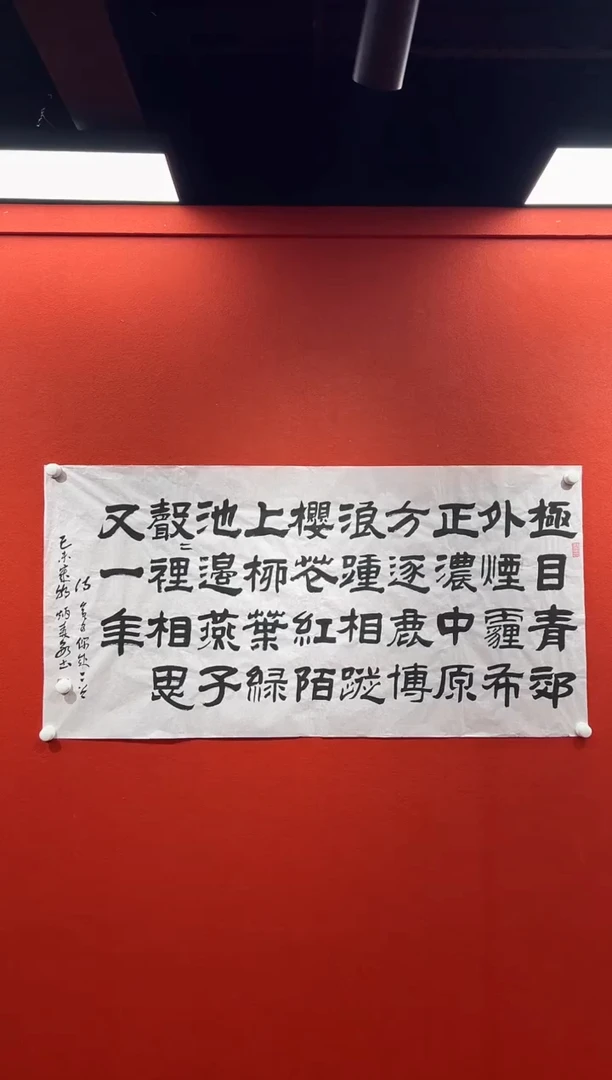 極目青郊
外煙霾布
正濃中原
方逐鹿博
浪踵相蹤
櫻花紅陌
上柳葉緑
池邊燕子
聲〻裡相思
又一年